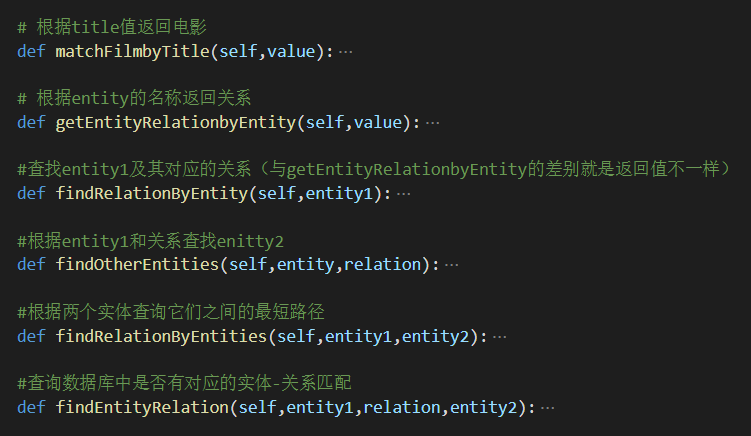 # 根据title值返回电影
def matchFilmbyTitle(self,value):···
# 根据entity的名称返回关系
def getEntityRelationbyEntity(self,value):···
#查找entity1及其对应的关系（与getEntityRelationbyEntity的差别就是返回值不一样）
def findRelationByEntity(self,entity1):···
#根据entity1和关系查找enitty2
def findOtherEntities(self,entity,relation):···
#根据两个实体查询它们之间的最短路径
def findRelationByEntities(self,entity1,entity2):···
#查询数据库中是否有对应的实体-关系匹配
def findEntityRelation(self,entity1,relation,entity2):···